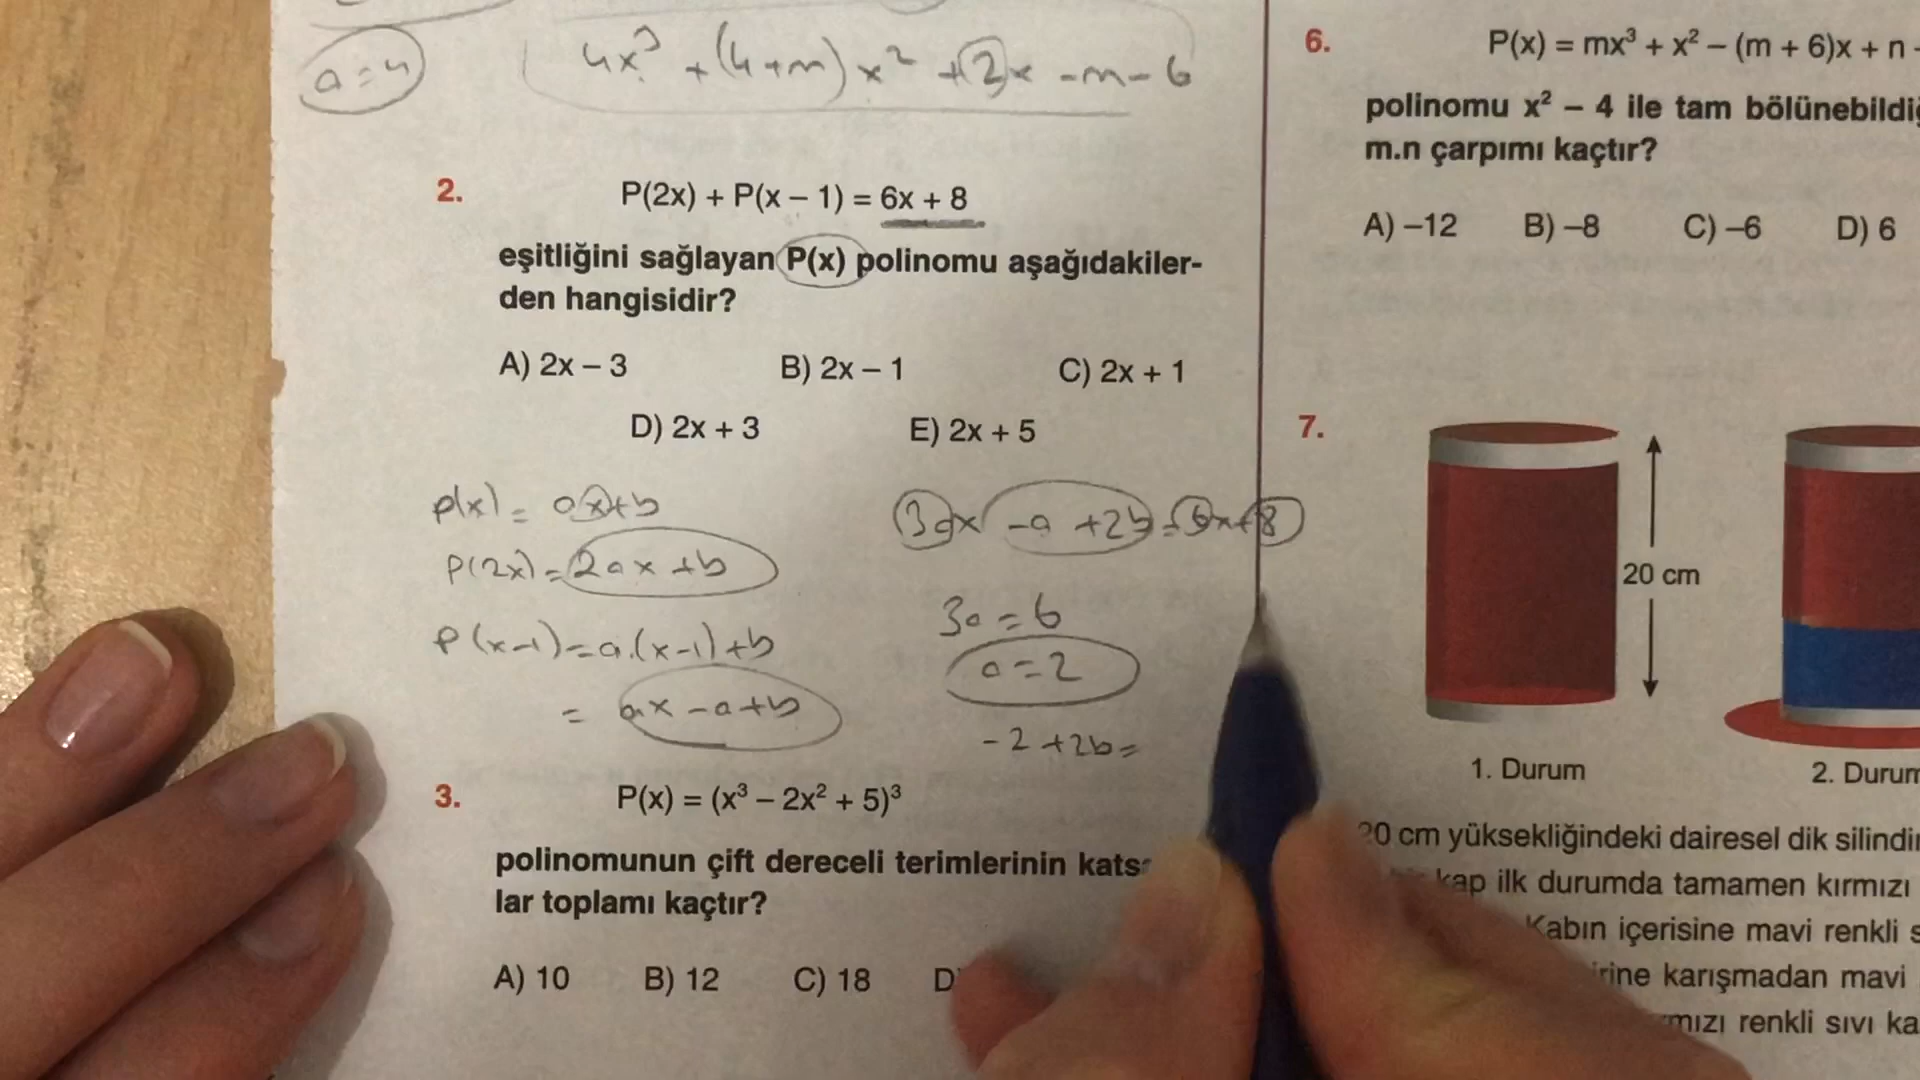 a=4
4x³ + (4+m)x² + 2x -m-6
2.
P(2x) + P(x – 1) = 6x + 8
eşitliğini sağlayan P(x) polinomu aşağıdakiler-
den hangisidir?
A) 2x – 3 B) 2x – 1 C) 2x + 1
D) 2x + 3 E) 2x + 5
p(x) = ax+b
p(2x)=2ax+b
P(x-1)=a.(x-1)+b
= ax-a+b
3ax -a +2b=6x+8
3a=6
a=2
-2+2b=
3.
P(x) = (x³ – 2x² + 5)³
polinomunun çift dereceli terimlerinin
lar toplamı kaçtır?
A) 10 B) 12 C) 18 D
6.
P(x) = mx³ + x² – (m + 6)x + n
polinomu x² – 4 ile tam
m.n çarpımı kaçtır?
A) –12 B) –8 C) –6 D) 6
7.
20 cm
1. Durum 2. Durum
20 cm yüksekliğindeki dairesel dik
kap ilk durumda tamamen kırmızı
Kabın içerisine mavi renkli
karışmadan mavi
renkli sıvı